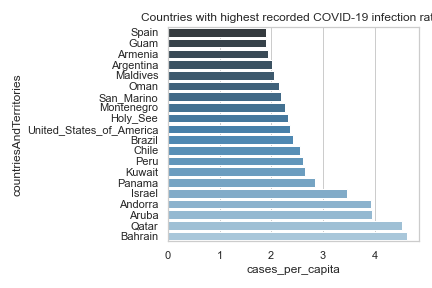 Countries with highest recorded COVID-19 infection rat
Spain
Guam
Armenia
Argentina
Maldives
Oman
San_Marino
Montenegro
Holy_See
United_States_of_America
Brazil
Chile
Peru
Kuwait
Panama
Israel
Andorra
Aruba
Qatar
Bahrain
countriesAndTerritories
0 1 2 3 4
cases_per_capita